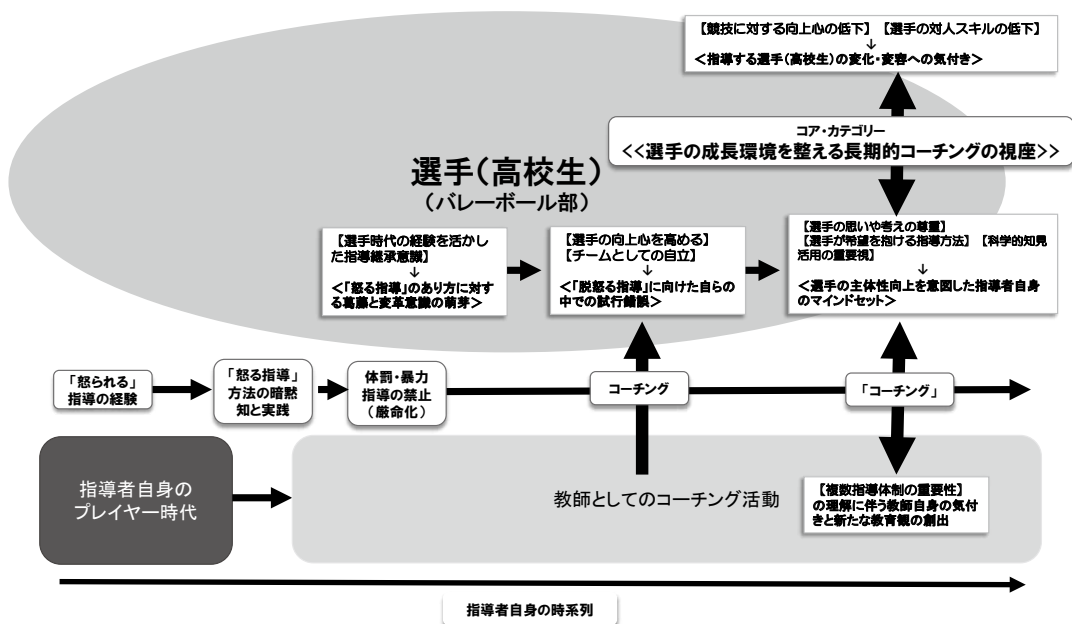 【競技に対する向上心の低下】【選手の対人スキルの低下】
↓
<指導する選手(高校生)の変化・変容への気付き>
コア・カテゴリー
<<選手の成長環境を整える長期的コーチングの視座>>
選手(高校生)
(バレーボール部)
【選手時代の経験を活かし
た指導継承意識】
↓
<「怒る指導」のあり方に対す
る葛藤と変革意識の萌芽>
【選手の向上心を高める】
【チームとしての自立】
↓
<「脱怒る指導」に向けた自らの
中での試行錯誤>
【選手の思いや考えの尊重】
【選手が希望を抱ける指導方法】【科学的知見
活用の重要視】
↓
<選手の主体性向上を意図した指導者自身
のマインドセット>
「怒られる」
指導の経験
「怒る指導」
方法の暗黙
知と実践
体罰・暴力
指導の禁止
(厳命化)
コーチング
「コーチング」
指導者自身の
プレイヤー時代
教師としてのコーチング活動
【複数指導体制の重要性】
の理解に伴う教師自身の気付
きと新たな教育観の創出
指導者自身の時系列